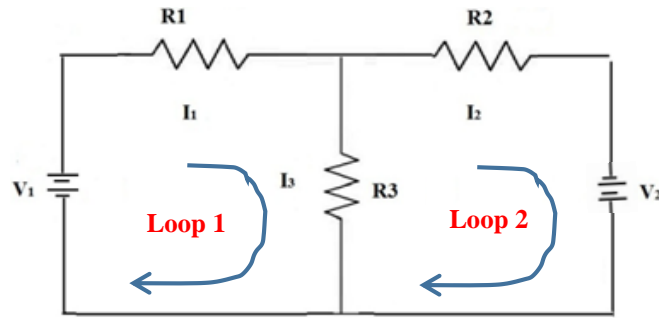 R1 R2
I₁ I₂
V₁ I₃ R3 V₂
Loop 1 Loop 2